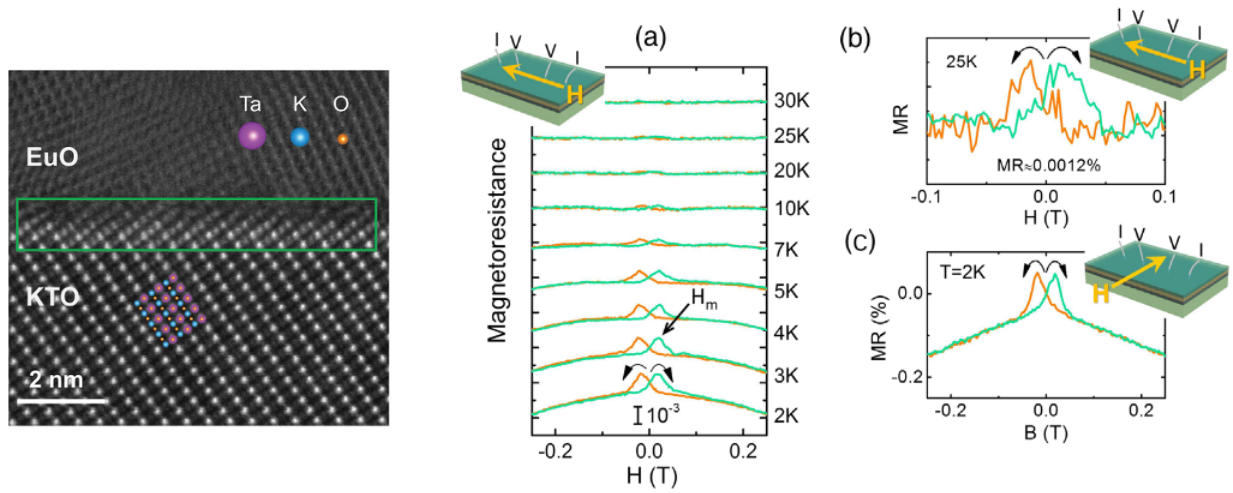 Ta K O
EuO
KTO
2 nm
(a)
I V V I
H
Magnetoresistance
30K
25K
20K
10K
7K
5K
4K
3K
2K
Hₘ
10⁻³
-0.2 0.0 0.2
H (T)
(b)
I V V I
H
25K
MR
MR≈0.0012%
-0.1 0.0 0.1
H (T)
(c)
I V V I
H
T=2K
MR (%)
0.0
-0.2
-0.2 0.0 0.2
B (T)